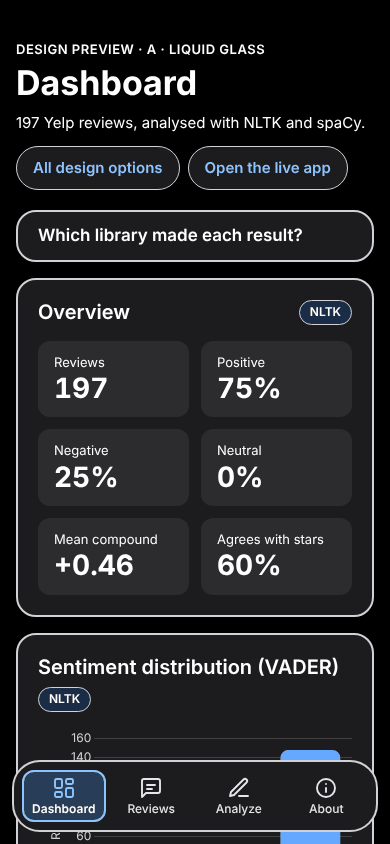 DESIGN PREVIEW · A · LIQUID GLASS
Dashboard
197 Yelp reviews, analysed with NLTK and spaCy.
All design options
Open the live app
Which library made each result?
Overview
NLTK
Reviews
197
Positive
75%
Negative
25%
Neutral
0%
Mean compound
+0.46
Agrees with stars
60%
Sentiment distribution (VADER)
NLTK
160
140
Dashboard
Reviews
Analyze
About
60